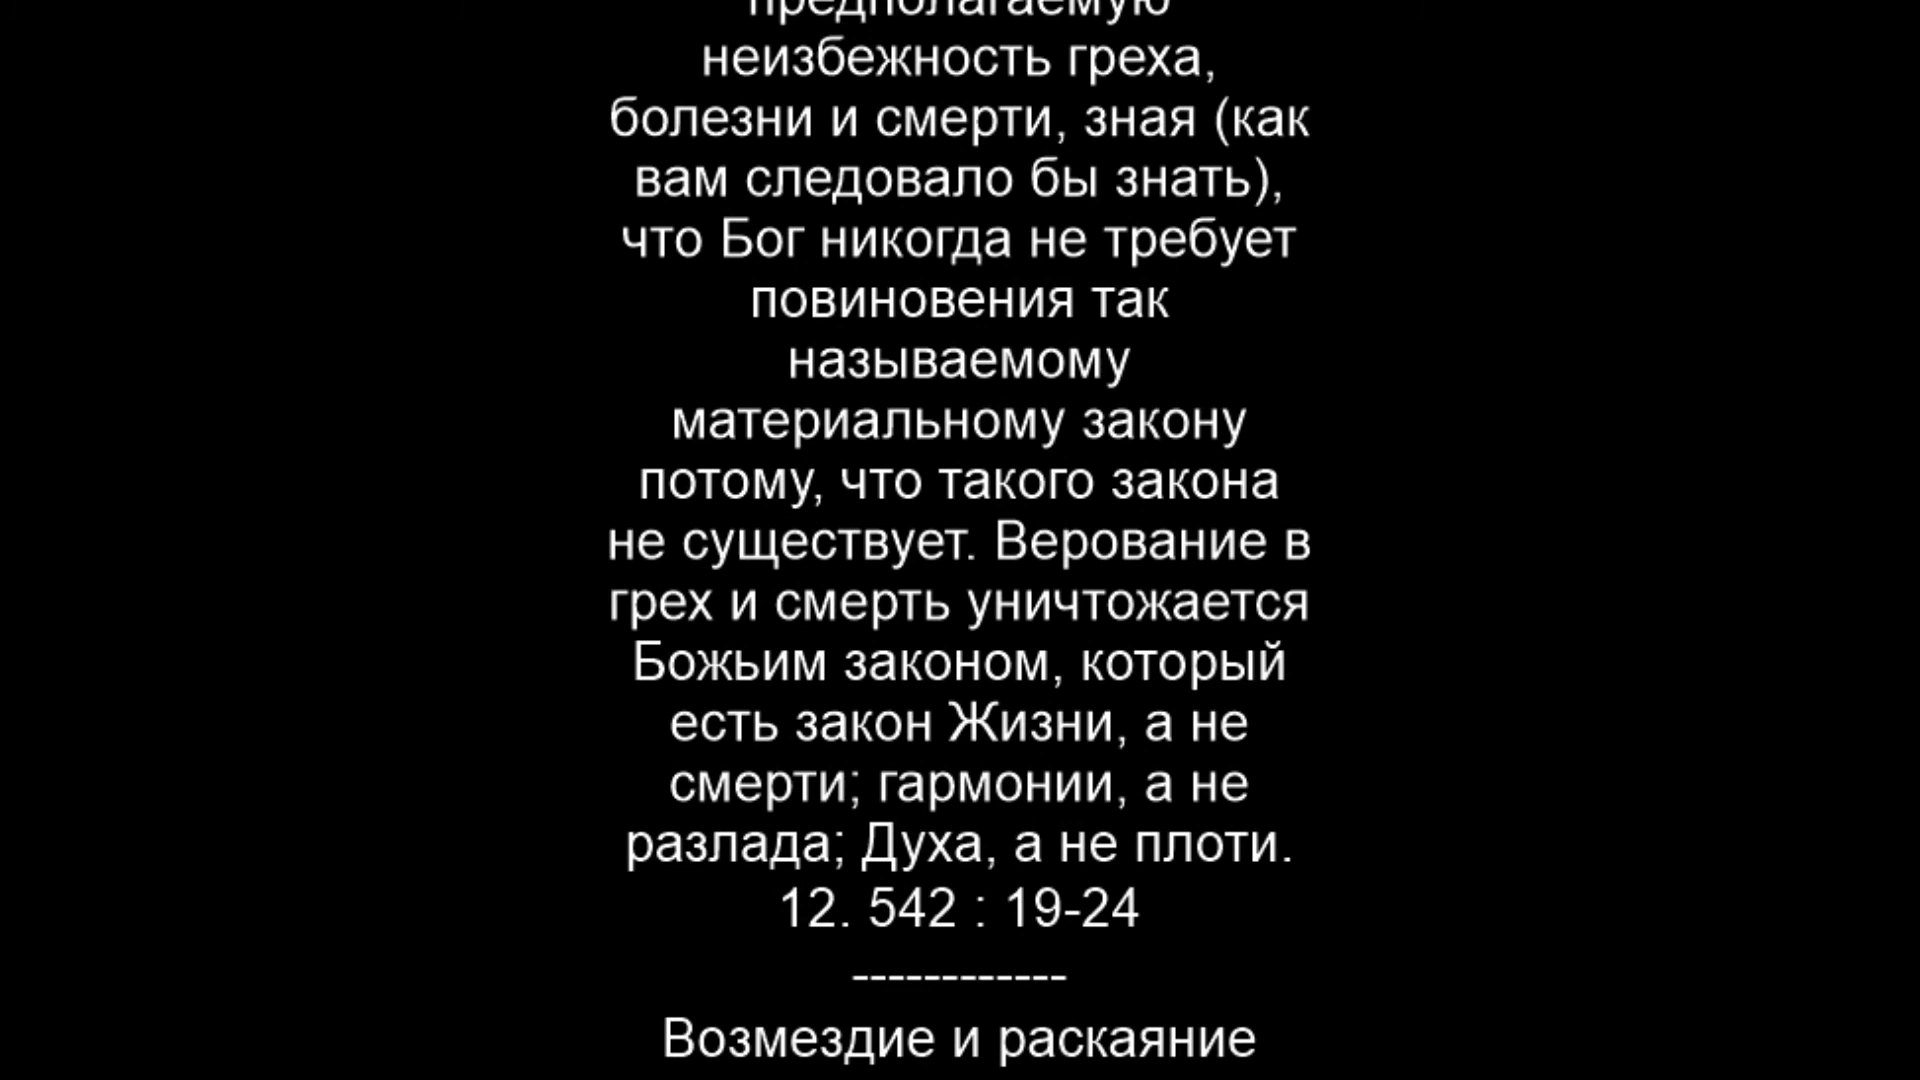 предполагаемую
неизбежность греха,
болезни и смерти, зная (как
вам следовало бы знать),
что Бог никогда не требует
повиновения так
называемому
материальному закону
потому, что такого закона
не существует. Верование в
грех и смерть уничтожается
Божьим законом, который
есть закон Жизни, а не
смерти; гармонии, а не
разлада; Духа, а не плоти.
12. 542 : 19-24
------------
Возмездие и раскаяние